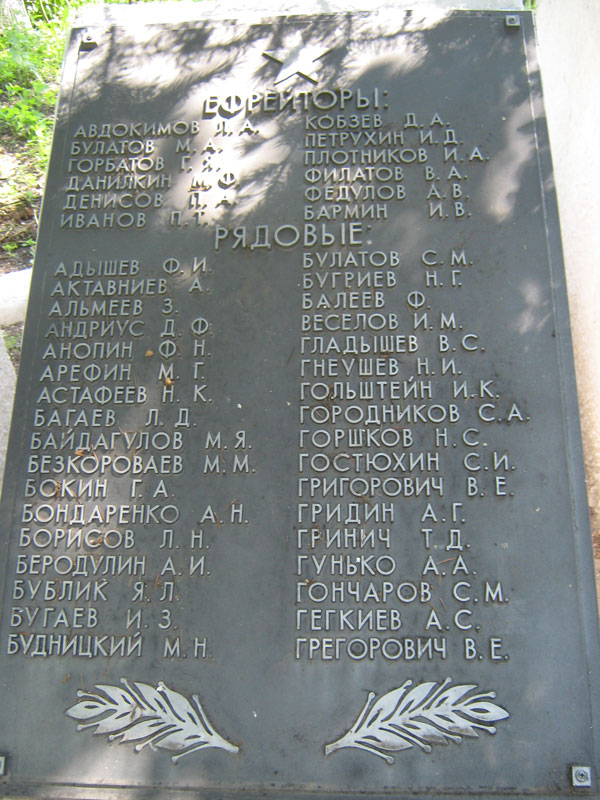 ЕФРЕЙТОРЫ:
АВДОКИМОВ Л. А.
БУЛАТОВ М. А.
ГОРБАТОВ Г. Я.
ДАНИЛКИН М. Ф.
ДЕНИСОВ П. А.
ИВАНОВ П. Т.
КОБЗЕВ Д. А.
ПЕТРУХИН И. Д.
ПЛОТНИКОВ И. А.
ФИЛАТОВ В. А.
ФЕДУЛОВ А. В.
БАРМИН И. В.
РЯДОВЫЕ:
АДЫШЕВ Ф. И.
АКТАВНИЕВ А.
АЛЬМЕЕВ З.
АНДРИУС Д. Ф.
АНОПИН Ф. Н.
АРЕФИН М. Г.
АСТАФЕЕВ Н. К.
БАГАЕВ Л. Д.
БАЙДАГУЛОВ М. Я.
БЕЗКОРОВАЕВ М. М.
БОКИН Г. А.
БОНДАРЕНКО А. Н.
БОРИСОВ Л. Н.
БЕРОДУЛИН А. И.
БУБЛИК Я. Л.
БУГАЕВ И. З.
БУДНИЦКИЙ М. Н.
БУЛАТОВ С. М.
БУГРИЕВ Н. Г.
БАЛЕЕВ Ф.
ВЕСЕЛОВ И. М.
ГЛАДЫШЕВ В. С.
ГНЕУШЕВ Н. И.
ГОЛЬШТЕЙН И. К.
ГОРОДНИКОВ С. А.
ГОРШКОВ Н. С.
ГОСТЮХИН С. И.
ГРИГОРОВИЧ В. Е.
ГРИДИН А. Г.
ГРИНИЧ Т. Д.
ГУНЬКО А. А.
ГОНЧАРОВ С. М.
ГЕГКИЕВ А. С.
ГРЕГОРОВИЧ В. Е.